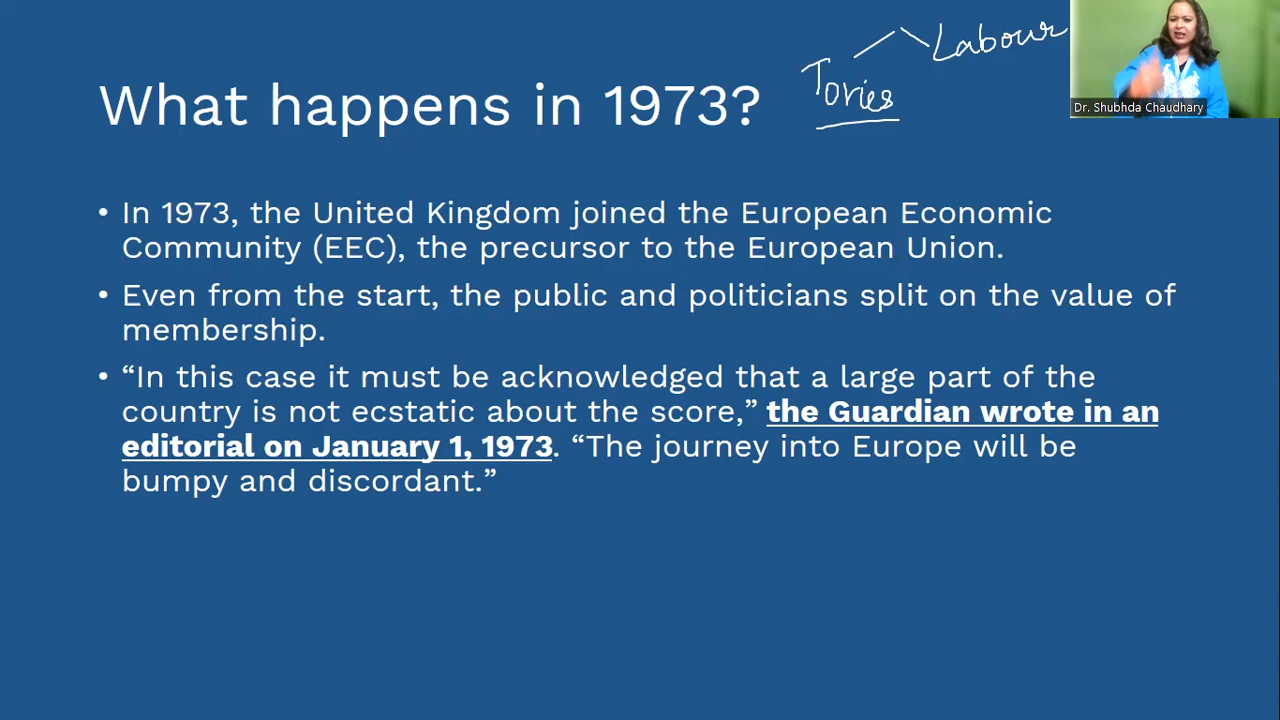 Labour
Tories
What happens in 1973?
Dr. Shubhda Chaudhary
• In 1973, the United Kingdom joined the European Economic
Community (EEC), the precursor to the European Union.
• Even from the start, the public and politicians split on the value of
membership.
• “In this case it must be acknowledged that a large part of the
country is not ecstatic about the score,” the Guardian wrote in an
editorial on January 1, 1973. “The journey into Europe will be
bumpy and discordant.”